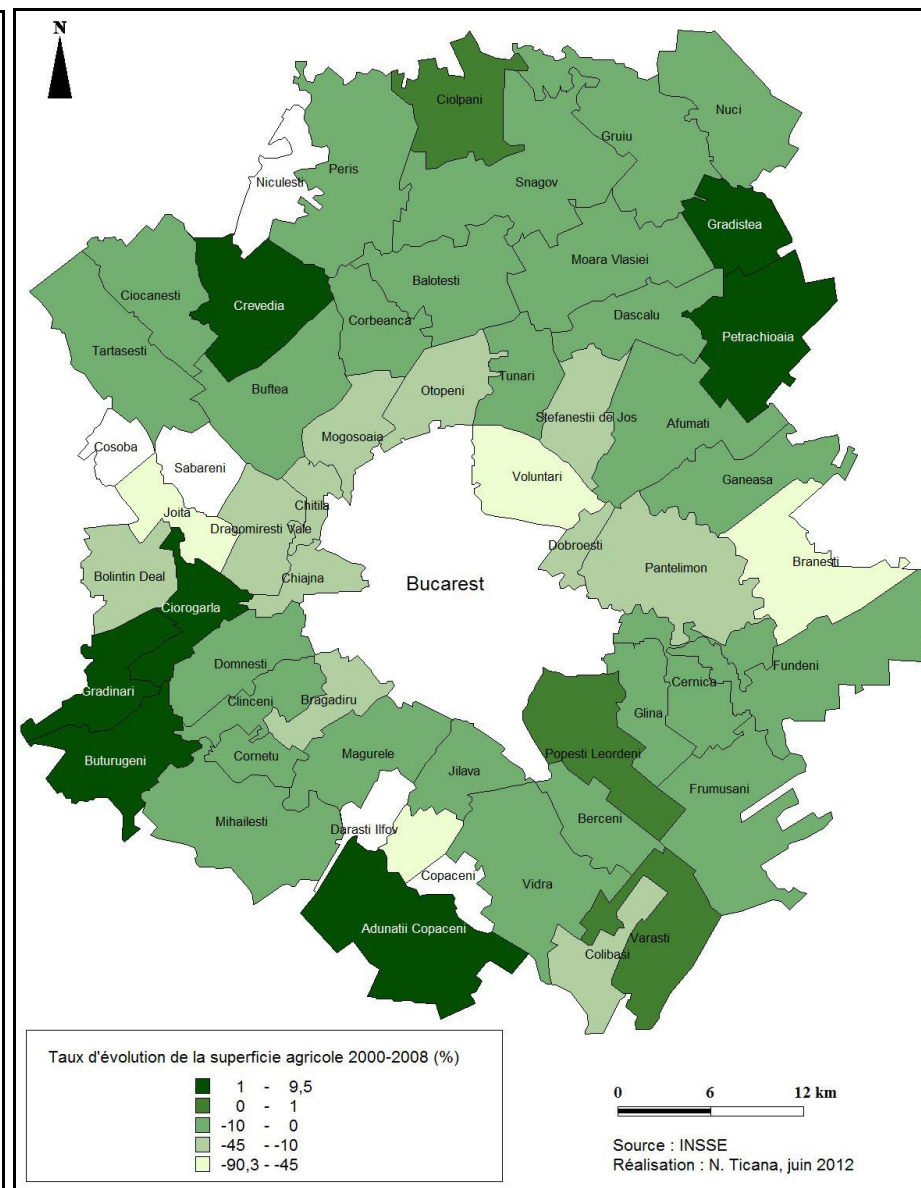 N
Ciolpani
Nuci
Gruiu
Peris
Niculesti
Snagov
Gradistea
Moara Vlasiei
Balotesti
Ciocanesti
Crevedia
Corbeanca
Dascalu
Petrachioaia
Tartasesti
Tunari
Buftea
Otopeni
Stefanestii de Jos
Afumati
Mogosoaia
Cosoba
Sabareni
Voluntari
Ganeasa
Chitila
Joita
Dragomiresti Vale
Dobroesti
Branesti
Pantelimon
Bolintin Deal
Chiajna
Bucarest
Ciorogarla
Domnesti
Fundeni
Cernica
Gradinari
Clinceni
Bragadiru
Glina
Buturugeni
Cornetu
Magurele
Popesti Leordeni
Jilava
Frumusani
Mihailesti
Darasti Ilfov
Berceni
Copaceni
Vidra
Adunatii Copaceni
Varasti
Colibasi
Taux d'évolution de la superficie agricole 2000-2008 (%)
1 - 9,5
0 - 1
-10 - 0
-45 - -10
-90,3 - -45
0 6 12 km
Source : INSSE
Réalisation : N. Ticana, juin 2012